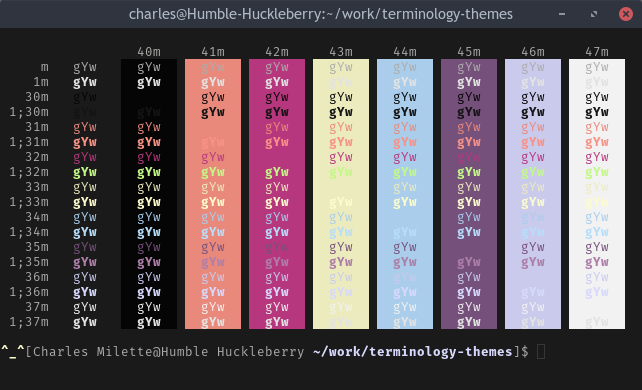 charles@Humble-Huckleberry:~/work/terminology-themes
40m 41m 42m 43m 44m 45m 46m 47m
m gYw gYw gYw gYw gYw gYw gYw gYw gYw
1m gYw gYw gYw gYw gYw gYw gYw gYw gYw
30m gYw gYw gYw gYw gYw gYw gYw gYw
1;30m gYw gYw gYw gYw gYw gYw gYw gYw gYw
31m gYw gYw gYw gYw gYw gYw gYw gYw
1;31m gYw gYw gYw gYw gYw gYw gYw gYw gYw
32m gYw gYw gYw gYw gYw gYw gYw gYw
1;32m gYw gYw gYw gYw gYw gYw gYw gYw gYw
33m gYw gYw gYw gYw gYw gYw gYw gYw
1;33m gYw gYw gYw gYw gYw gYw gYw gYw gYw
34m gYw gYw gYw gYw gYw gYw gYw gYw
1;34m gYw gYw gYw gYw gYw gYw gYw gYw gYw
35m gYw gYw gYw gYw gYw gYw gYw gYw
1;35m gYw gYw gYw gYw gYw gYw gYw gYw gYw
36m gYw gYw gYw gYw gYw gYw gYw gYw
1;36m gYw gYw gYw gYw gYw gYw gYw gYw gYw
37m gYw gYw gYw gYw gYw gYw gYw gYw
1;37m gYw gYw gYw gYw gYw gYw gYw gYw gYw
^_^[Charles Milette@Humble Huckleberry ~/work/terminology-themes]$